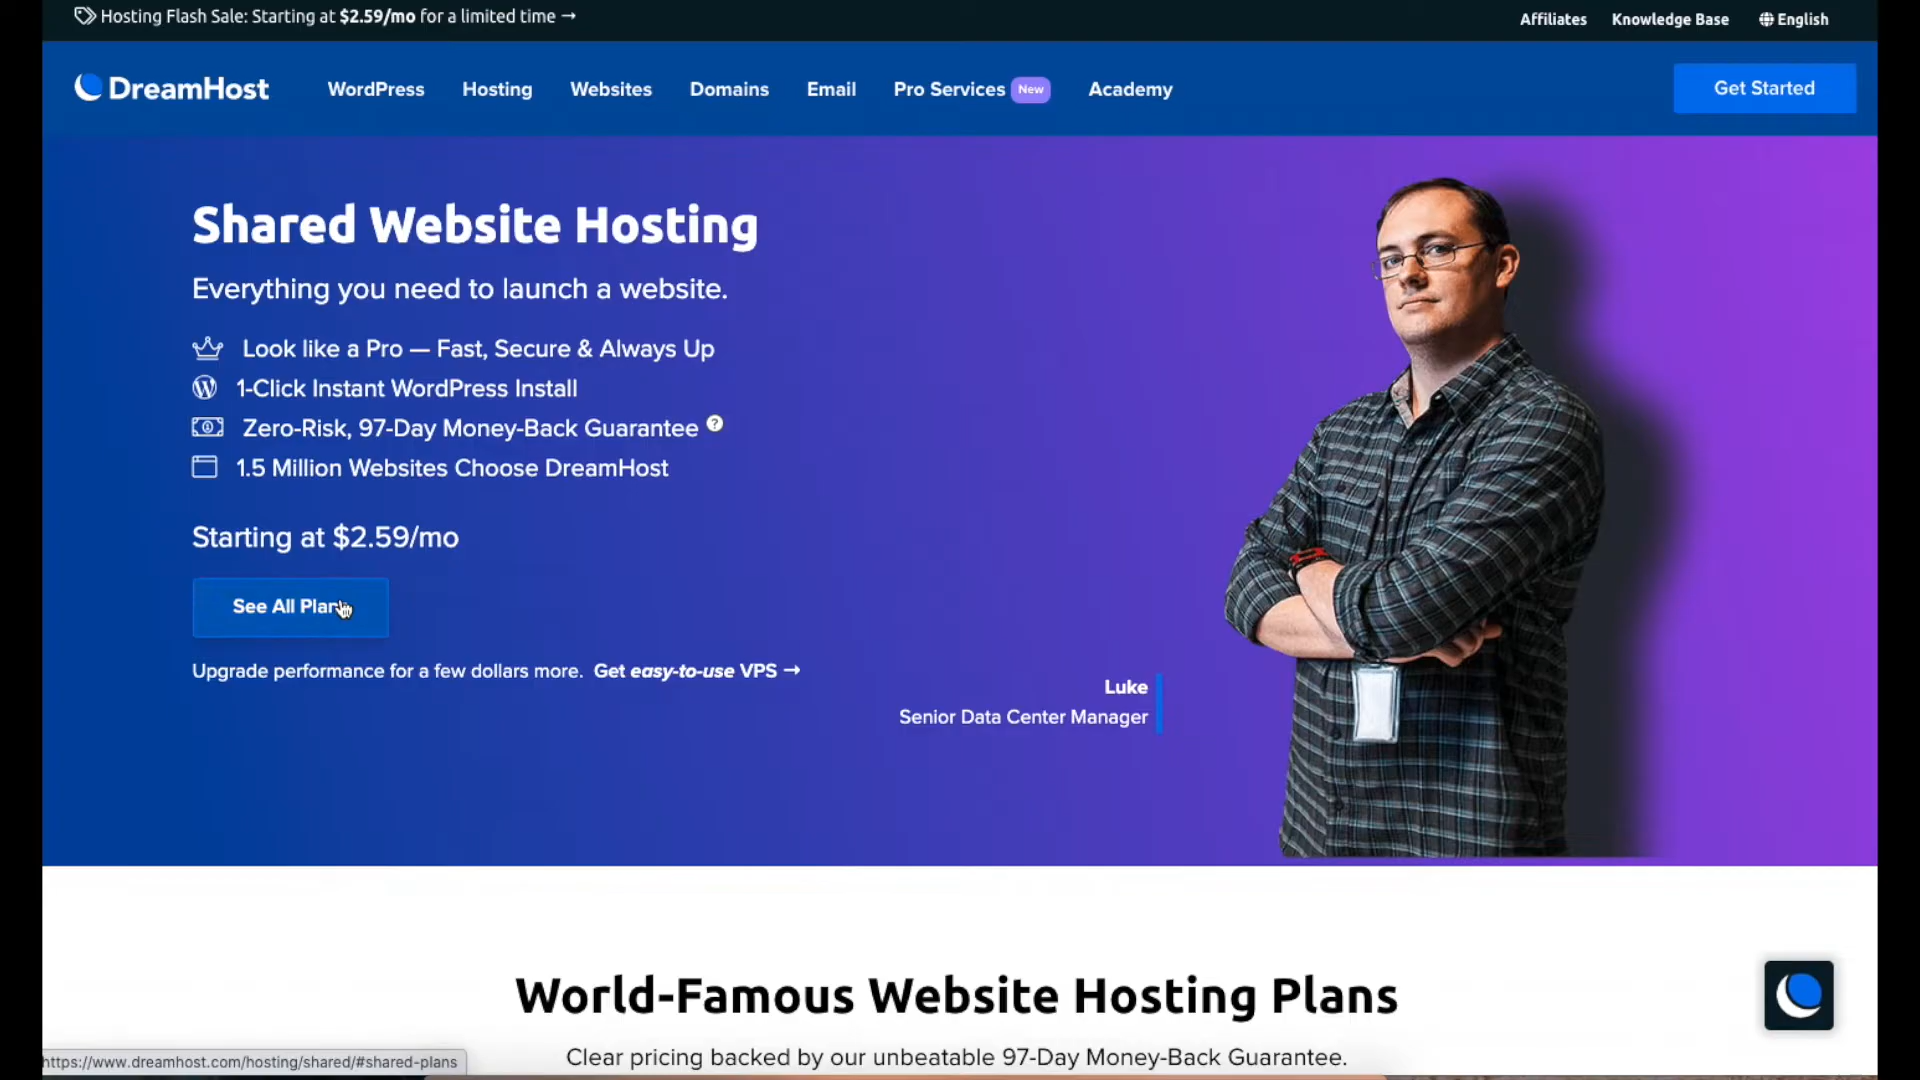 Hosting Flash Sale: Starting at $2.59/mo for a limited time →
Affiliates Knowledge Base English
DreamHost WordPress Hosting Websites Domains Email Pro Services New Academy Get Started
Shared Website Hosting
Everything you need to launch a website.
Look like a Pro — Fast, Secure & Always Up
1-Click Instant WordPress Install
Zero-Risk, 97-Day Money-Back Guarantee ?
1.5 Million Websites Choose DreamHost
Starting at $2.59/mo
See All Plans
Upgrade performance for a few dollars more. Get easy-to-use VPS →
Luke
Senior Data Center Manager
World-Famous Website Hosting Plans
Clear pricing backed by our unbeatable 97-Day Money-Back Guarantee.
https://www.dreamhost.com/hosting/shared/#shared-plans